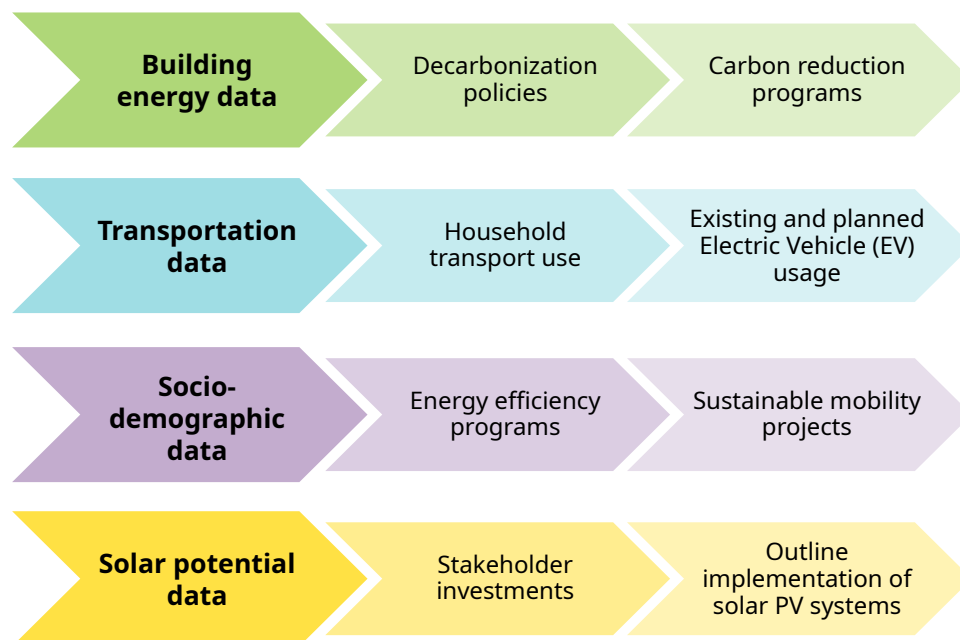 Building
energy data
Decarbonization
policies
Carbon reduction
programs
Transportation
data
Household
transport use
Existing and planned
Electric Vehicle (EV)
usage
Socio-
demographic
data
Energy efficiency
programs
Sustainable mobility
projects
Solar potential
data
Stakeholder
investments
Outline
implementation of
solar PV systems